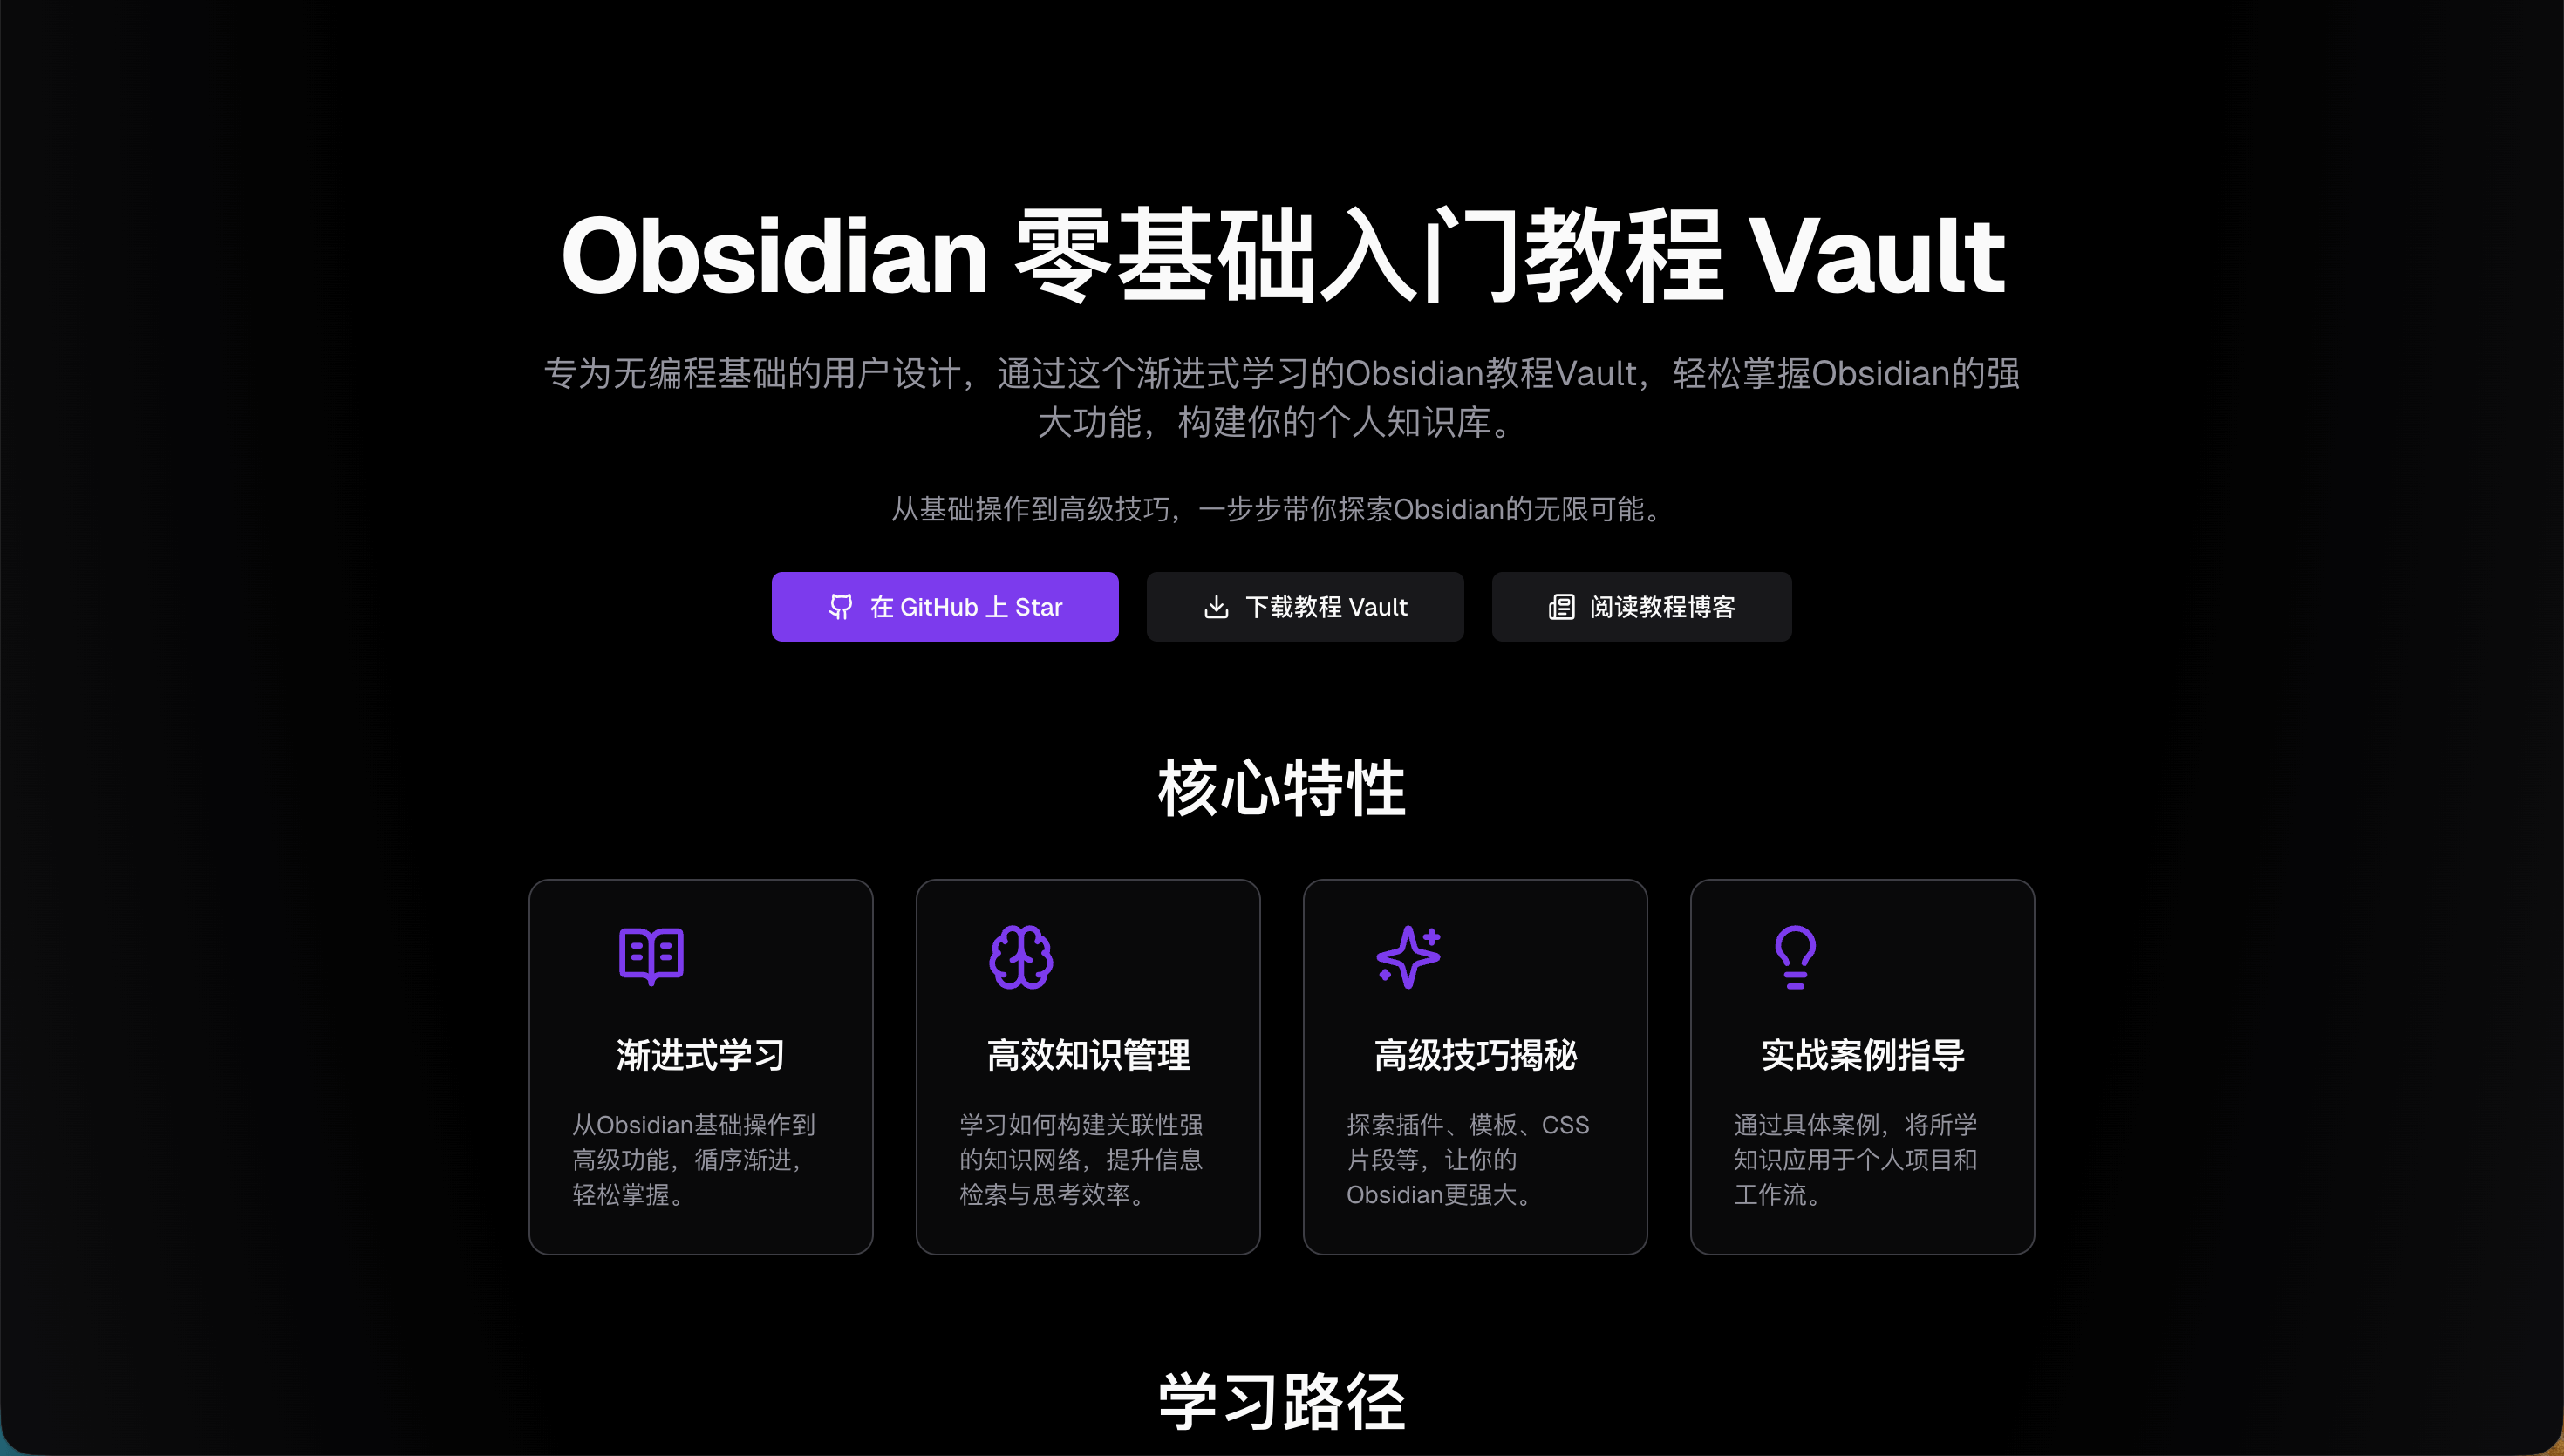 Obsidian 零基础入门教程 Vault
专为无编程基础的用户设计，通过这个渐进式学习的Obsidian教程Vault，轻松掌握Obsidian的强
大功能，构建你的个人知识库。
从基础操作到高级技巧，一步步带你探索Obsidian的无限可能。
在 GitHub 上 Star
下载教程 Vault
阅读教程博客
核心特性
渐进式学习
从Obsidian基础操作到
高级功能，循序渐进，
轻松掌握。
高效知识管理
学习如何构建关联性强
的知识网络，提升信息
检索与思考效率。
高级技巧揭秘
探索插件、模板、CSS
片段等，让你的
Obsidian更强大。
实战案例指导
通过具体案例，将所学
知识应用于个人项目和
工作流。
学习路径